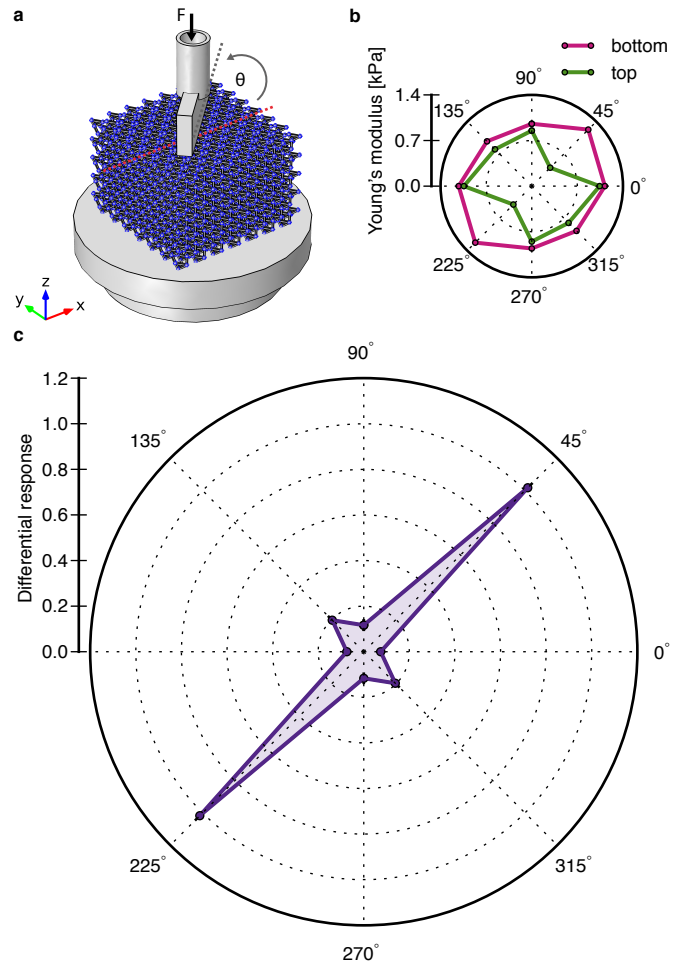 a
F
θ
z
y
x
b
bottom
top
Young's modulus [kPa]
1.4
0.7
0.0
90°
135°
45°
0°
225°
315°
270°
c
Differential response
1.2
1.0
0.8
0.6
0.4
0.2
0.0
90°
135°
45°
0°
225°
315°
270°